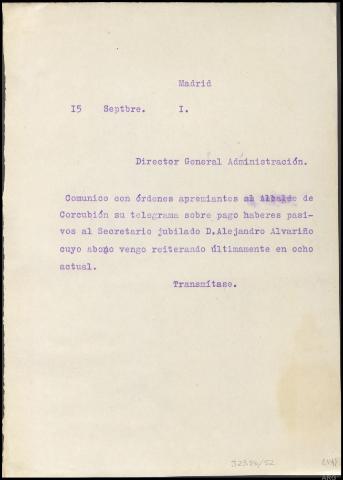 Madrid
I5 Septbre. I.
Director General Administración.
Comunico con órdenes apremiantes al Alcalde de
Corcubión su telegrama sobre pago haberes pasi-
vos al Secretario jubilado D.Alejandro Alvariño
cuyo abono vengo reiterando últimamente en ocho
actual.
Transmítase.